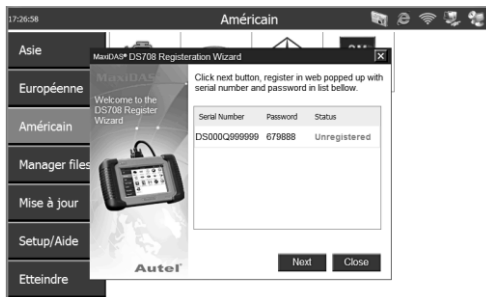 17:26:58
Américain
Asie
Européenne
Américain
Manager files
Mise à jour
Setup/Aide
Etteindre
MaxiDAS® DS708 Registeration Wizard
MaxiDAS
Welcome to the
DS708 Register
Wizard
Autel
Click next button, register in web popped up with
serial number and password in list bellow.
Serial Number Password Status
DS000Q999999 679888 Unregistered
Next Close